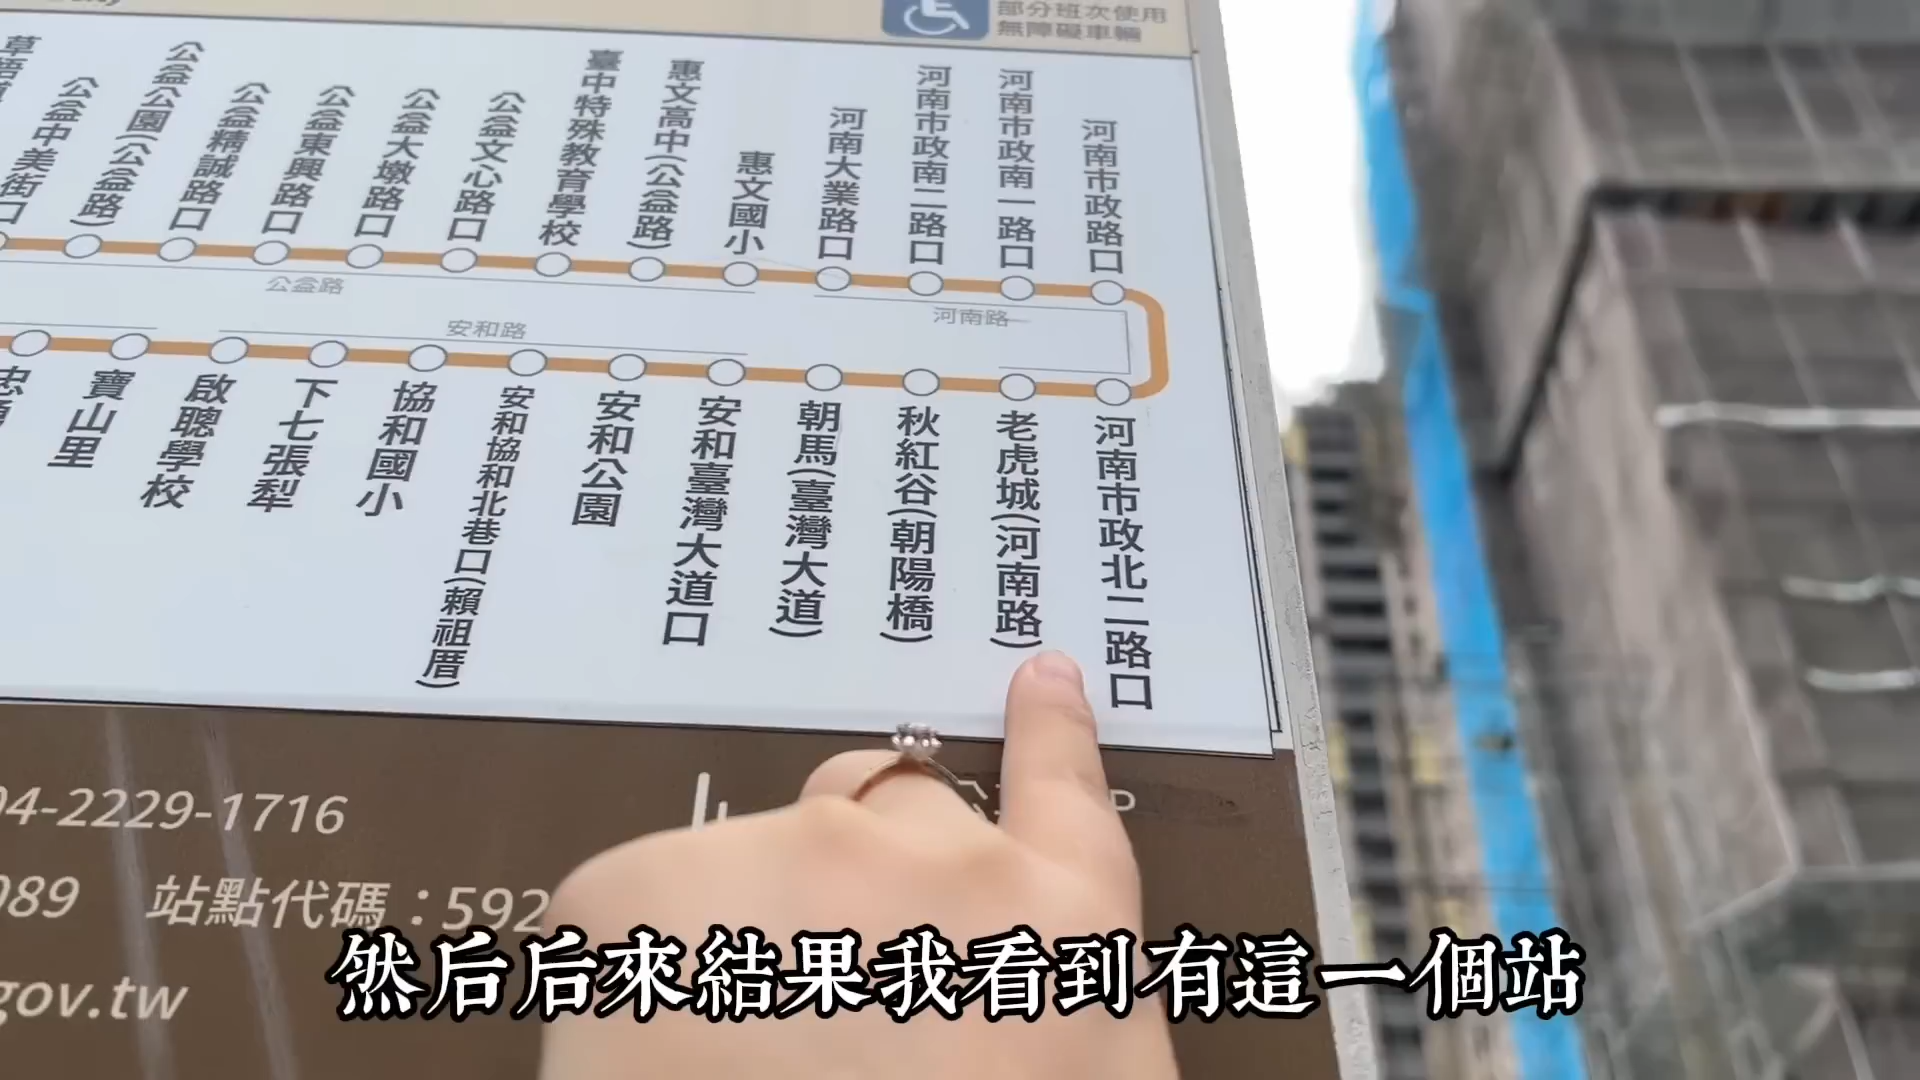 部分班次使用
無障礙車輛
公益中美街口
公益公園(公益路)
公益精誠路口
公益東興路口
公益大墩路口
公益文心路口
臺中特殊教育學校
惠文高中(公益路)
惠文國小
河南大業路口
河南市政南二路口
河南市政南一路口
河南市政路口
公益路
河南路
安和路
寶山里
啟聰學校
下七張犁
協和國小
安和協和北巷口(賴祖厝)
安和公園
安和臺灣大道口
朝馬(臺灣大道)
秋紅谷(朝陽橋)
老虎城(河南路)
河南市政北二路口
04-2229-1716
089 站點代碼：592
gov.tw
然后后來結果我看到有這一個站